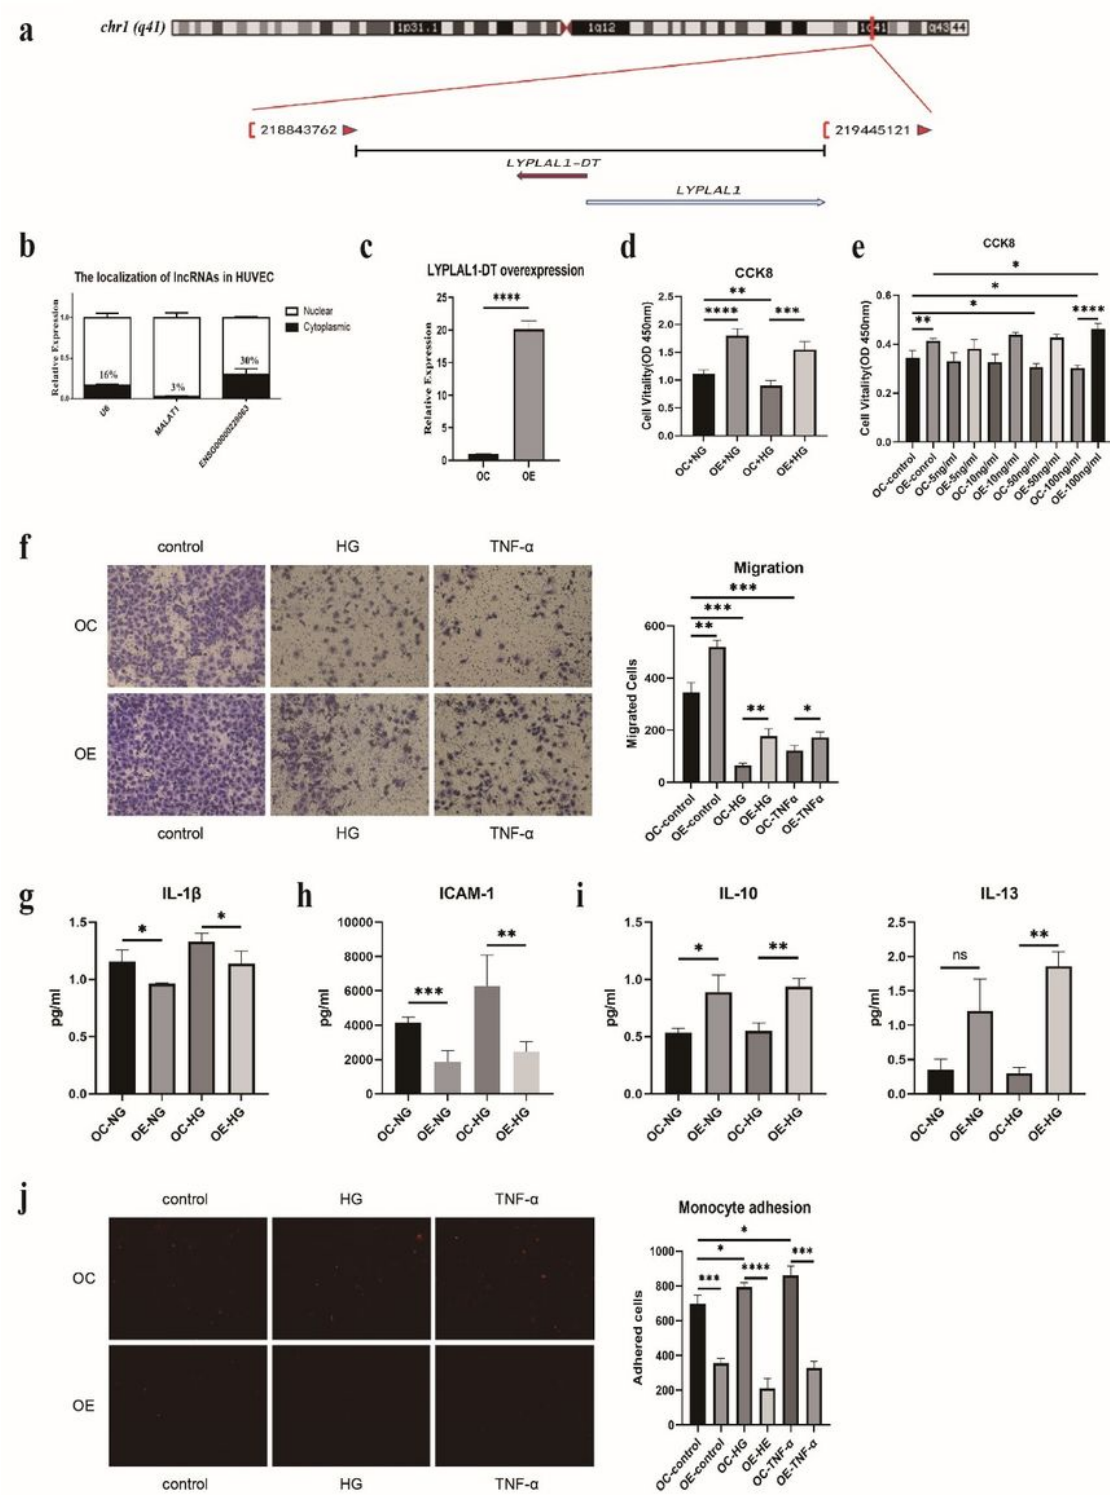 a
chr1 (q41)
1p31.1
1q12
1q41
q43
44
218843762
219445121
LYPLAL1-DT
LYPLAL1
b
The localization of lncRNAs in HUVEC
Relative Expression
1.0
0.5
0.0
16%
3%
30%
Nuclear
Cytoplasmic
U6
MALAT1
ENSG00000228063
c
LYPLAL1-DT overexpression
Relative Expression
25
20
15
10
5
0
****
OC
OE
d
CCK8
Cell Vitality(OD 450nm)
2.5
2.0
1.5
1.0
0.5
0.0
**
****
***
OC+NG
OE+NG
OC+HG
OE+HG
e
CCK8
Cell Vitality(OD 450nm)
0.6
0.4
0.2
0.0
*
*
*
**
****
OC-control
OE-conrol
OC-5ng/ml
OE-5ng/ml
OC-10ng/ml
OE-10ng/ml
OC-50ng/ml
OE-50ng/ml
OC-100ng/ml
OE-100ng/ml
f
control
HG
TNF-α
OC
OE
control
HG
TNF-α
Migration
Migrated Cells
600
400
200
0
***
***
**
**
*
OC-control
OE-control
OC-HG
OE-HG
OC-TNFα
OE-TNFα
g
IL-1β
pg/ml
1.5
1.0
0.5
0.0
*
*
OC-NG
OE-NG
OC-HG
OE-HG
h
ICAM-1
pg/ml
10000
8000
6000
4000
2000
0
***
**
OC-NG
OE-NG
OC-HG
OE-HG
i
IL-10
pg/ml
1.5
1.0
0.5
0.0
*
**
OC-NG
OE-NG
OC-HG
OE-HG
IL-13
pg/ml
2.5
2.0
1.5
1.0
0.5
0.0
ns
**
OC-NG
OE-NG
OC-HG
OE-HG
j
control
HG
TNF-α
OC
OE
control
HG
TNF-α
Monocyte adhesion
Adhered cells
1000
800
600
400
200
0
*
*
***
****
***
OC-control
OE-control
OC-HG
OE-HE
OC-TNF-α
OE-TNF-α